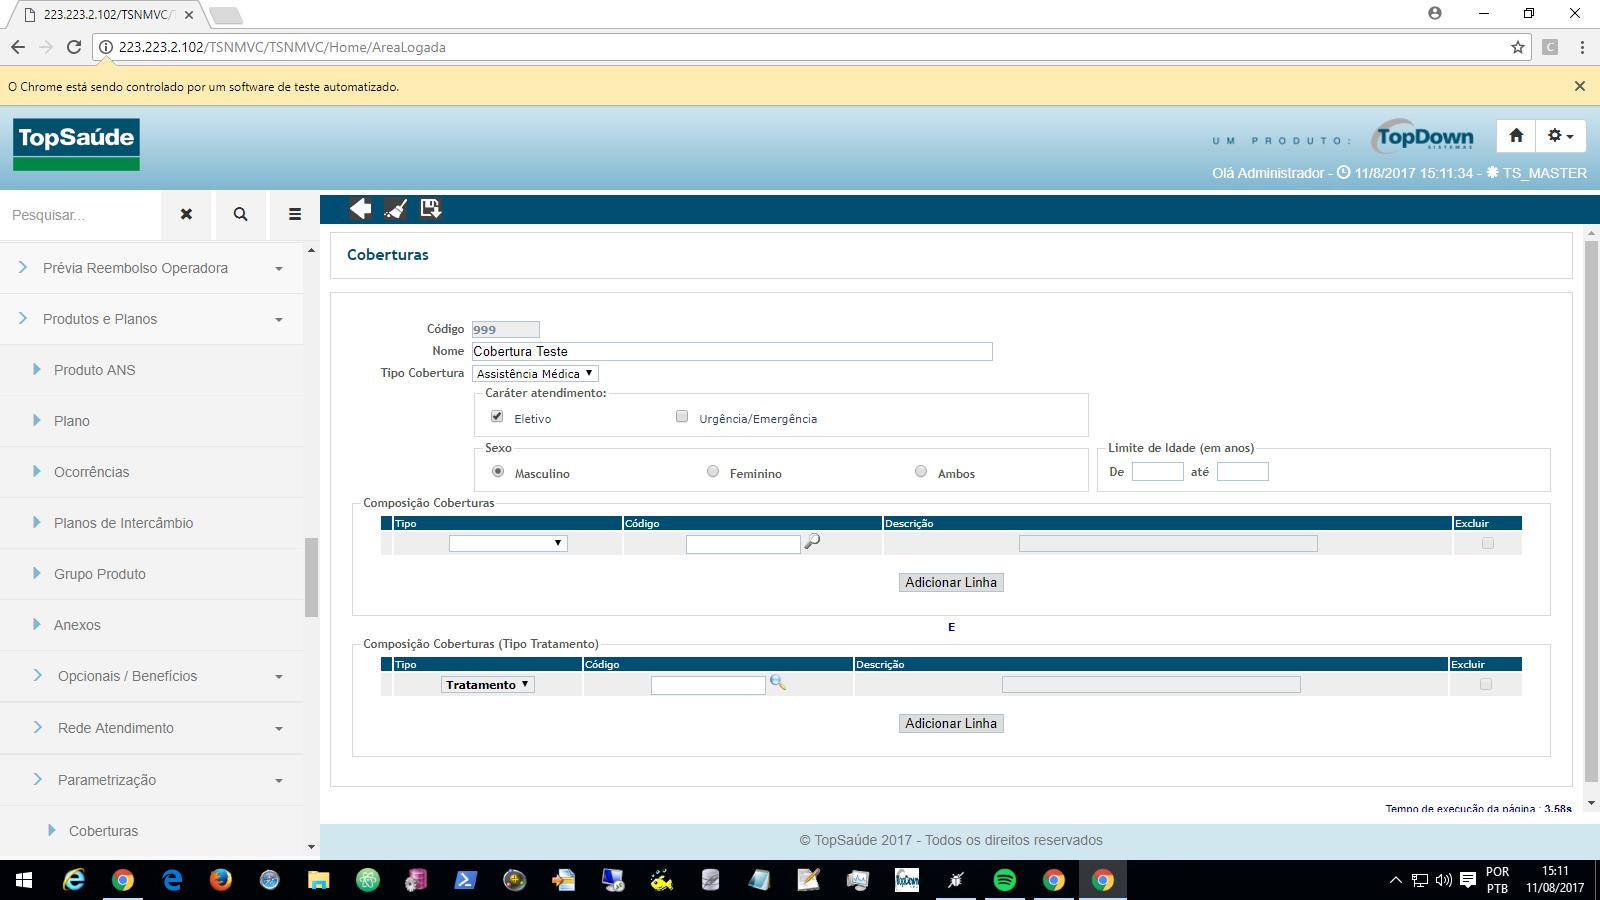 223.223.2.102/TSNMVC/T
223.223.2.102/TSNMVC/TSNMVC/Home/AreaLogada
C
O Chrome está sendo controlado por um software de teste automatizado.
TopSaúde
UM PRODUTO:
TopDown
SISTEMAS
Olá Administrador - 11/8/2017 15:11:34 - TS_MASTER
Pesquisar...
Prévia Reembolso Operadora
Produtos e Planos
Produto ANS
Plano
Ocorrências
Planos de Intercâmbio
Grupo Produto
Anexos
Opcionais / Benefícios
Rede Atendimento
Parametrização
Coberturas
Coberturas
Código 999
Nome Cobertura Teste
Tipo Cobertura Assistência Médica
Caráter atendimento:
Eletivo Urgência/Emergência
Sexo
Masculino Feminino Ambos
Limite de Idade (em anos)
De até
Composição Coberturas
Tipo Código Descrição Excluir
Adicionar Linha
E
Composição Coberturas (Tipo Tratamento)
Tipo Código Descrição Excluir
Tratamento
Adicionar Linha
Tempo de execução da página : 3,58s
© TopSaúde 2017 - Todos os direitos reservados
TopDown
POR
PTB
15:11
11/08/2017